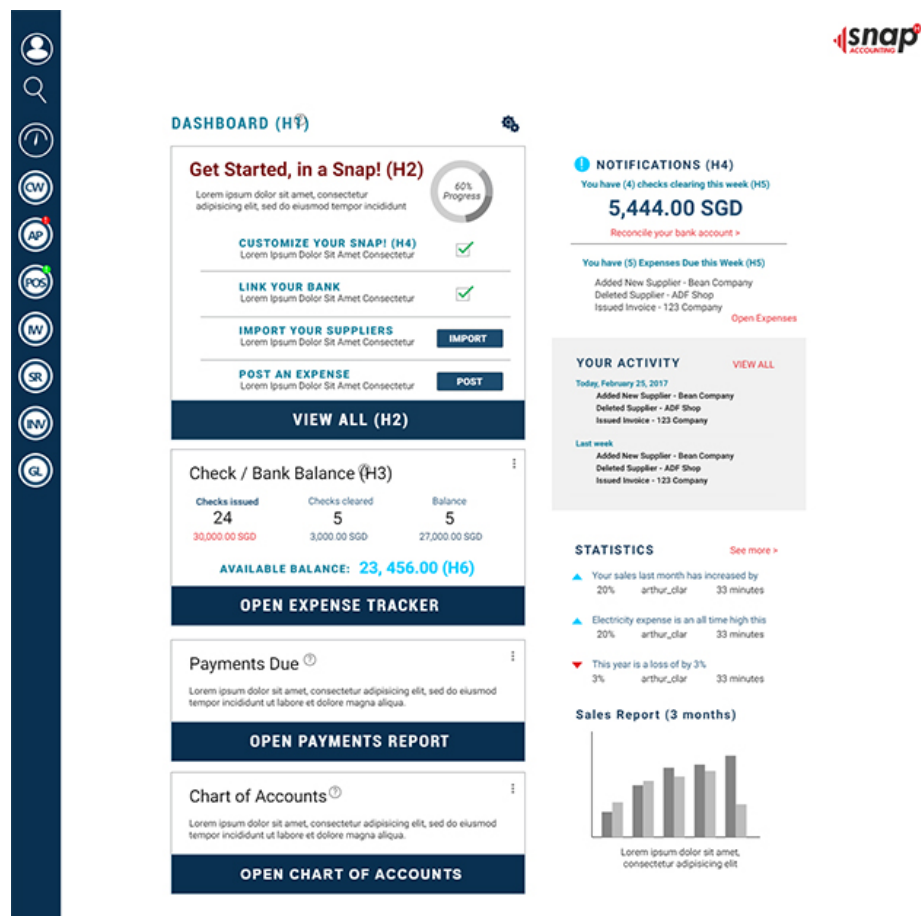 snap
ACCOUNTING
CW
AP
POS
IW
SR
INV
GL
DASHBOARD (H1)
Get Started, in a Snap! (H2)
Lorem ipsum dolor sit amet, consectetur
adipisicing elit, sed do eiusmod tempor incididunt
60%
Progress
CUSTOMIZE YOUR SNAP! (H4)
Lorem Ipsum Dolor Sit Amet Consectetur
LINK YOUR BANK
Lorem Ipsum Dolor Sit Amet Consectetur
IMPORT YOUR SUPPLIERS
Lorem Ipsum Dolor Sit Amet Consectetur
IMPORT
POST AN EXPENSE
Lorem Ipsum Dolor Sit Amet Consectetur
POST
VIEW ALL (H2)
Check / Bank Balance (H3)
Checks issued Checks cleared Balance
24 5 5
30,000.00 SGD 3,000.00 SGD 27,000.00 SGD
AVAILABLE BALANCE: 23, 456.00 (H6)
OPEN EXPENSE TRACKER
Payments Due ?
Lorem ipsum dolor sit amet, consectetur adipisicing elit, sed do eiusmod
tempor incididunt ut labore et dolore magna aliqua.
OPEN PAYMENTS REPORT
Chart of Accounts ?
Lorem ipsum dolor sit amet, consectetur adipisicing elit, sed do eiusmod
tempor incididunt ut labore et dolore magna aliqua.
OPEN CHART OF ACCOUNTS
! NOTIFICATIONS (H4)
You have (4) checks clearing this week (H5)
5,444.00 SGD
Reconcile your bank account >
You have (5) Expenses Due this Week (H5)
Added New Supplier - Bean Company
Deleted Supplier - ADF Shop
Issued Invoice - 123 Company
Open Expenses
YOUR ACTIVITY VIEW ALL
Today, February 25, 2017
Added New Supplier - Bean Company
Deleted Supplier - ADF Shop
Issued Invoice - 123 Company
Last week
Added New Supplier - Bean Company
Deleted Supplier - ADF Shop
Issued Invoice - 123 Company
STATISTICS See more >
Your sales last month has increased by
20% arthur_clar 33 minutes
Electricity expense is an all time high this
20% arthur_clar 33 minutes
This year is a loss of by 3%
3% arthur_clar 33 minutes
Sales Report (3 months)
Lorem ipsum dolor sit amet,
consectetur adipisicing elit